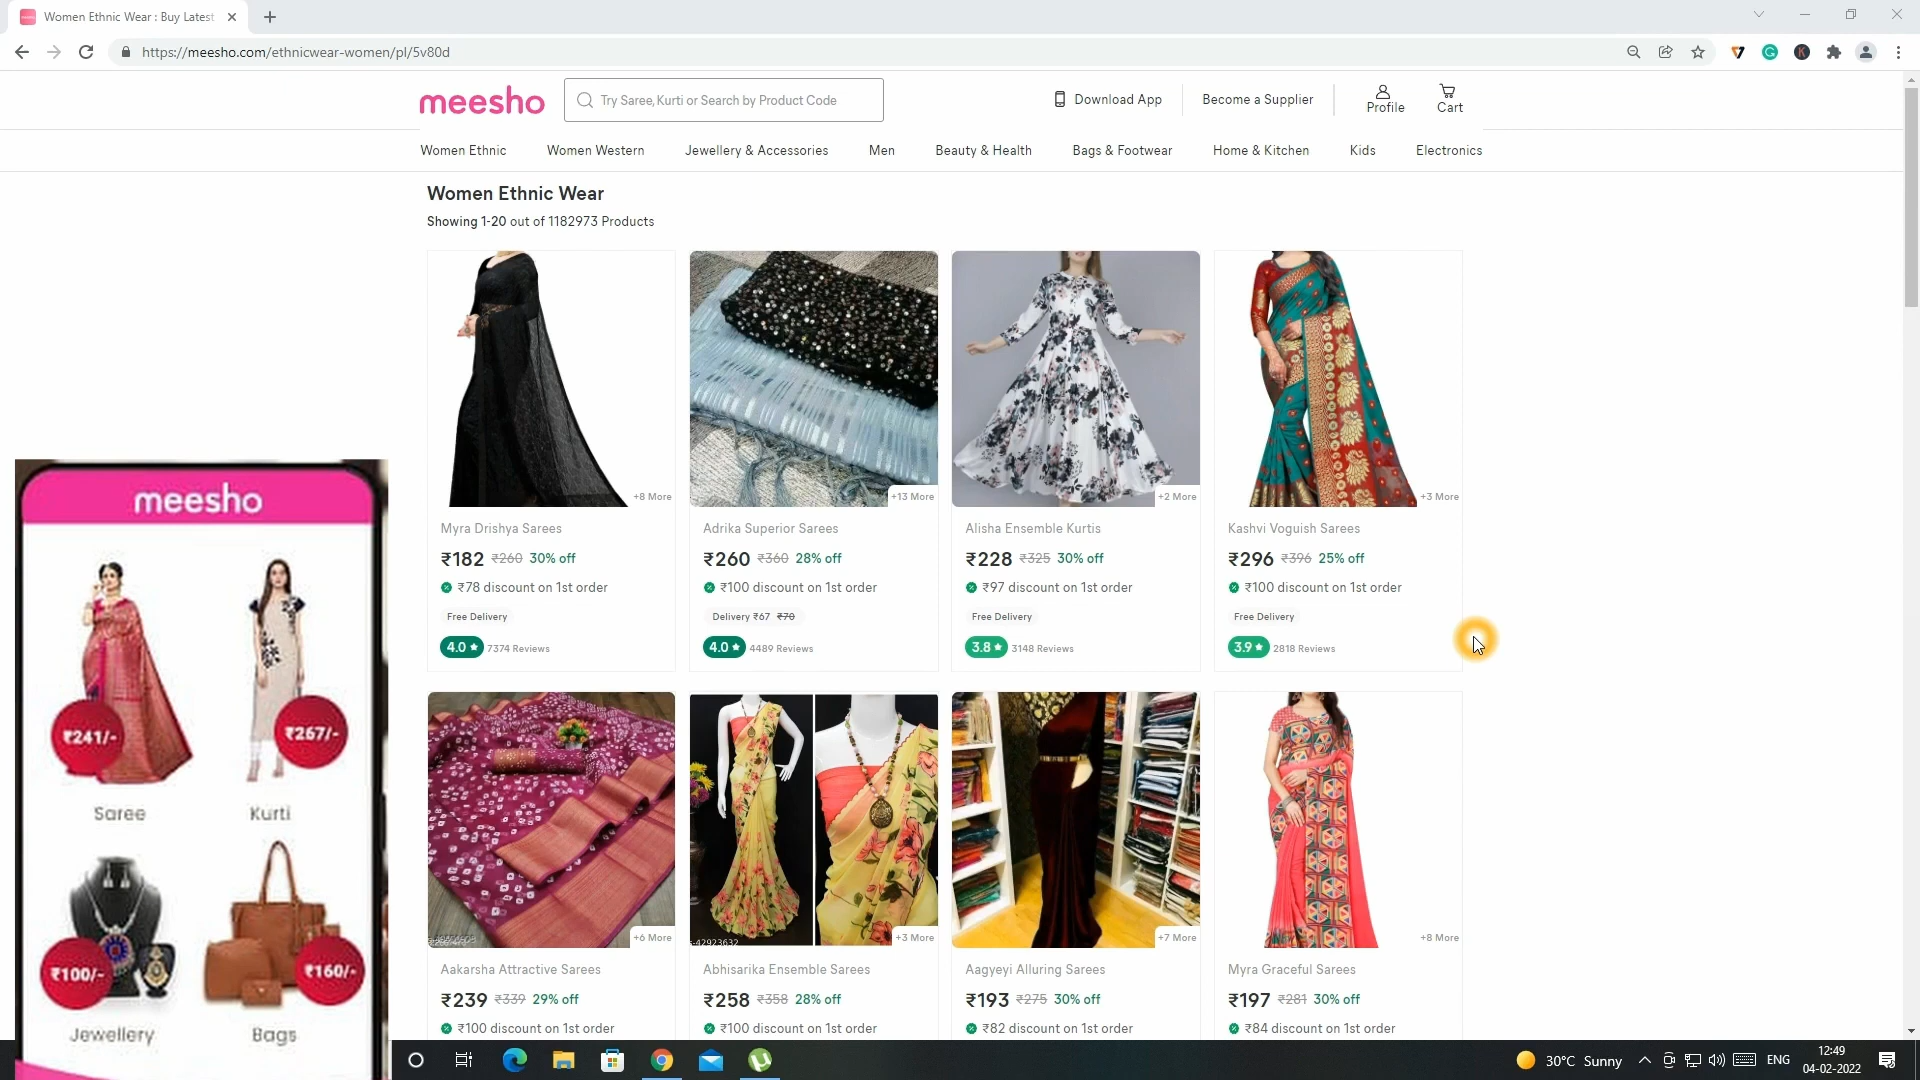 Women Ethnic Wear : Buy Latest
https://meesho.com/ethnicwear-women/pl/5v80d
meesho
Try Saree, Kurti or Search by Product Code
Download App
Become a Supplier
Profile
Cart
Women Ethnic
Women Western
Jewellery & Accessories
Men
Beauty & Health
Bags & Footwear
Home & Kitchen
Kids
Electronics
Women Ethnic Wear
Showing 1-20 out of 1182973 Products
+8 More
Myra Drishya Sarees
₹182 ₹260 30% off
₹78 discount on 1st order
Free Delivery
4.0 ★ 7374 Reviews
+13 More
Adrika Superior Sarees
₹260 ₹360 28% off
₹100 discount on 1st order
Delivery ₹67 ₹70
4.0 ★ 4489 Reviews
+2 More
Alisha Ensemble Kurtis
₹228 ₹325 30% off
₹97 discount on 1st order
Free Delivery
3.8 ★ 3148 Reviews
+3 More
Kashvi Voguish Sarees
₹296 ₹396 25% off
₹100 discount on 1st order
Free Delivery
3.9 ★ 2818 Reviews
+6 More
Aakarsha Attractive Sarees
₹239 ₹339 29% off
₹100 discount on 1st order
-42923632
+3 More
Abhisarika Ensemble Sarees
₹258 ₹358 28% off
₹100 discount on 1st order
+7 More
Aagyeyi Alluring Sarees
₹193 ₹275 30% off
₹82 discount on 1st order
+8 More
Myra Graceful Sarees
₹197 ₹281 30% off
₹84 discount on 1st order
meesho
₹241/-
₹267/-
Saree
Kurti
₹100/-
₹160/-
Jewellery
Bags
30°C Sunny
ENG
12:49
04-02-2022